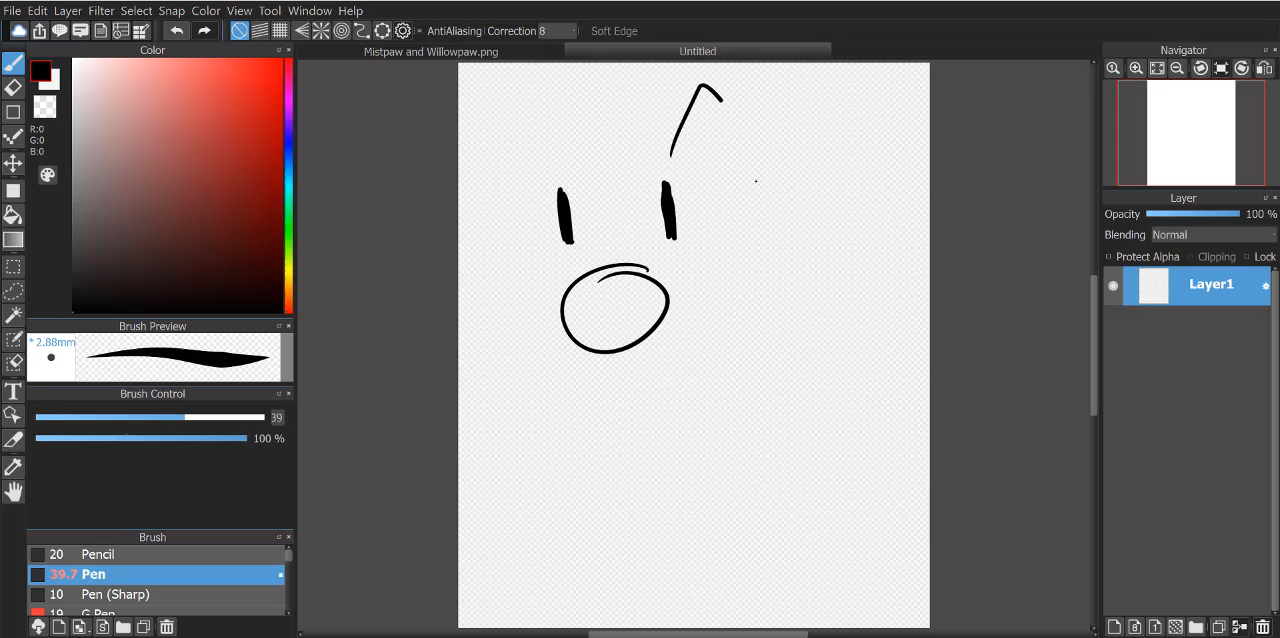 File Edit Layer Filter Select Snap Color View Tool Window Help
AntiAliasing Correction 8 Soft Edge
Color
Mistpaw and Willowpaw.png Untitled
Navigator
R:0
G:0
B:0
Layer
Opacity 100 %
Blending Normal
Protect Alpha Clipping Lock
Layer1
Brush Preview
* 2.88mm
Brush Control
39
100 %
Brush
20 Pencil
39.7 Pen
10 Pen (Sharp)
19 G Pen